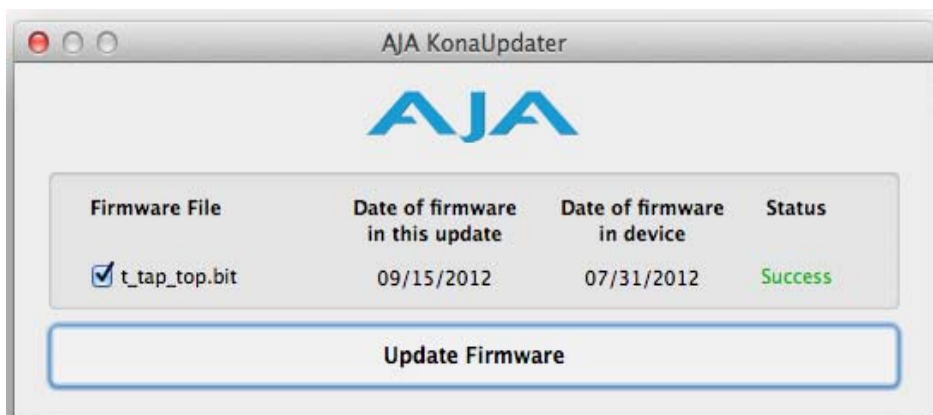 AJA KonaUpdater
AJA
Firmware File
Date of firmware
in this update
Date of firmware
in device
Status
t_tap_top.bit
09/15/2012
07/31/2012
Success
Update Firmware